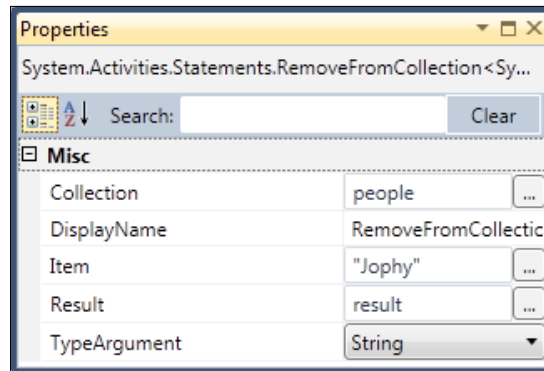 Properties
System.Activities.Statements.RemoveFromCollection<Sy...
Search: Clear
Misc
Collection people ...
DisplayName RemoveFromCollectic
Item "Jophy" ...
Result result ...
TypeArgument String